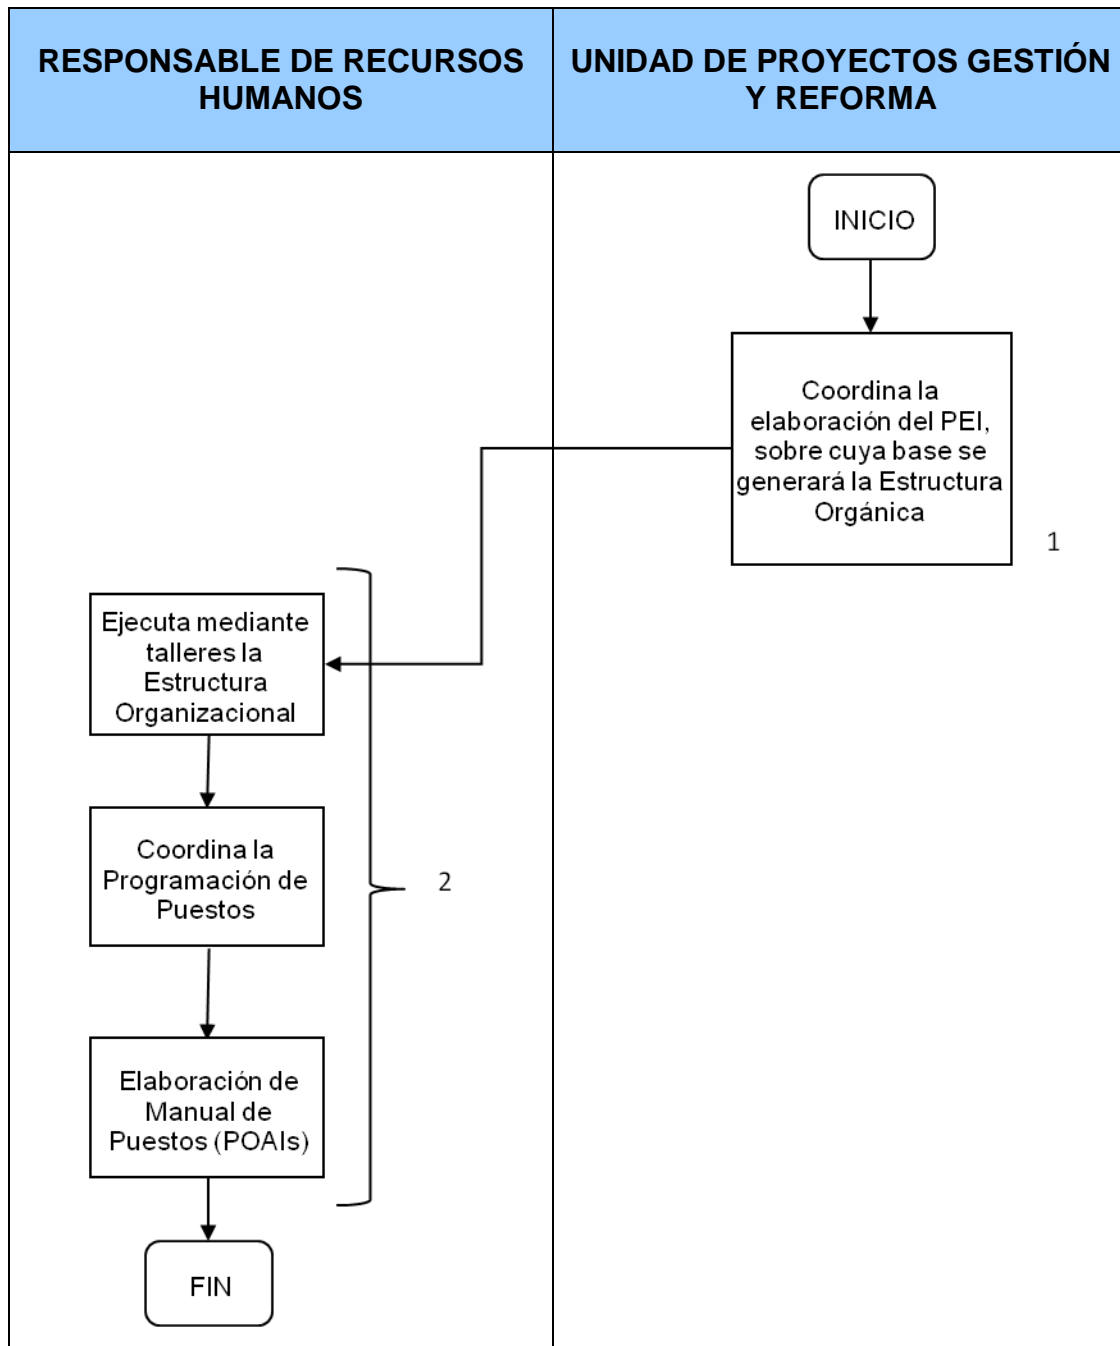 RESPONSABLE DE RECURSOS
HUMANOS
UNIDAD DE PROYECTOS GESTIÓN
Y REFORMA
INICIO
Coordina la
elaboración del PEI,
sobre cuya base se
generará la Estructura
Orgánica
1
Ejecuta mediante
talleres la
Estructura
Organizacional
Coordina la
Programación de
Puestos
2
Elaboración de
Manual de
Puestos (POAIs)
FIN